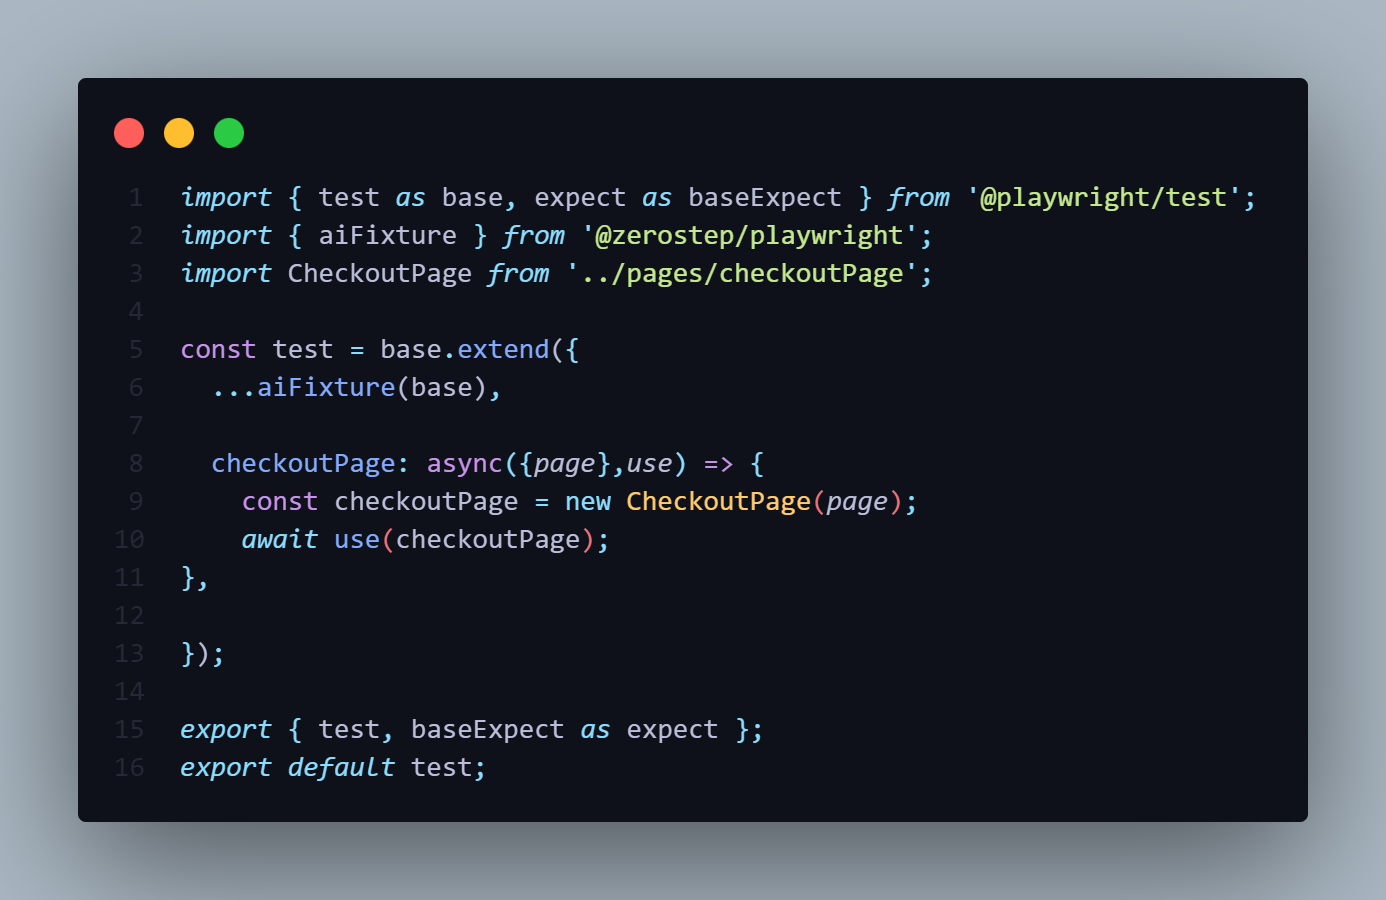 1 import { test as base, expect as baseExpect } from '@playwright/test';
2 import { aiFixture } from '@zerostep/playwright';
3 import CheckoutPage from '../pages/checkoutPage';
4
5 const test = base.extend({
6   ...aiFixture(base),
7
8   checkoutPage: async({page},use) => {
9     const checkoutPage = new CheckoutPage(page);
10     await use(checkoutPage);
11 },
12
13 });
14
15 export { test, baseExpect as expect };
16 export default test;